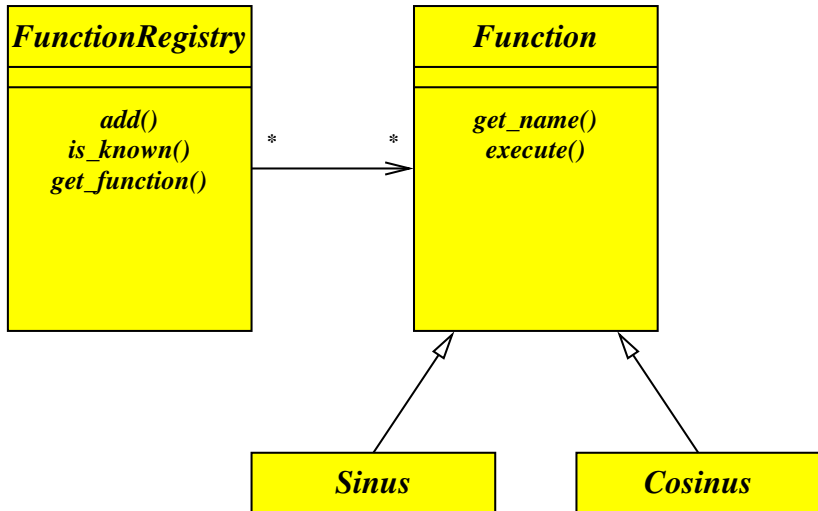 FunctionRegistry
add()
is_known()
get_function()
* *
Function
get_name()
execute()
Sinus
Cosinus